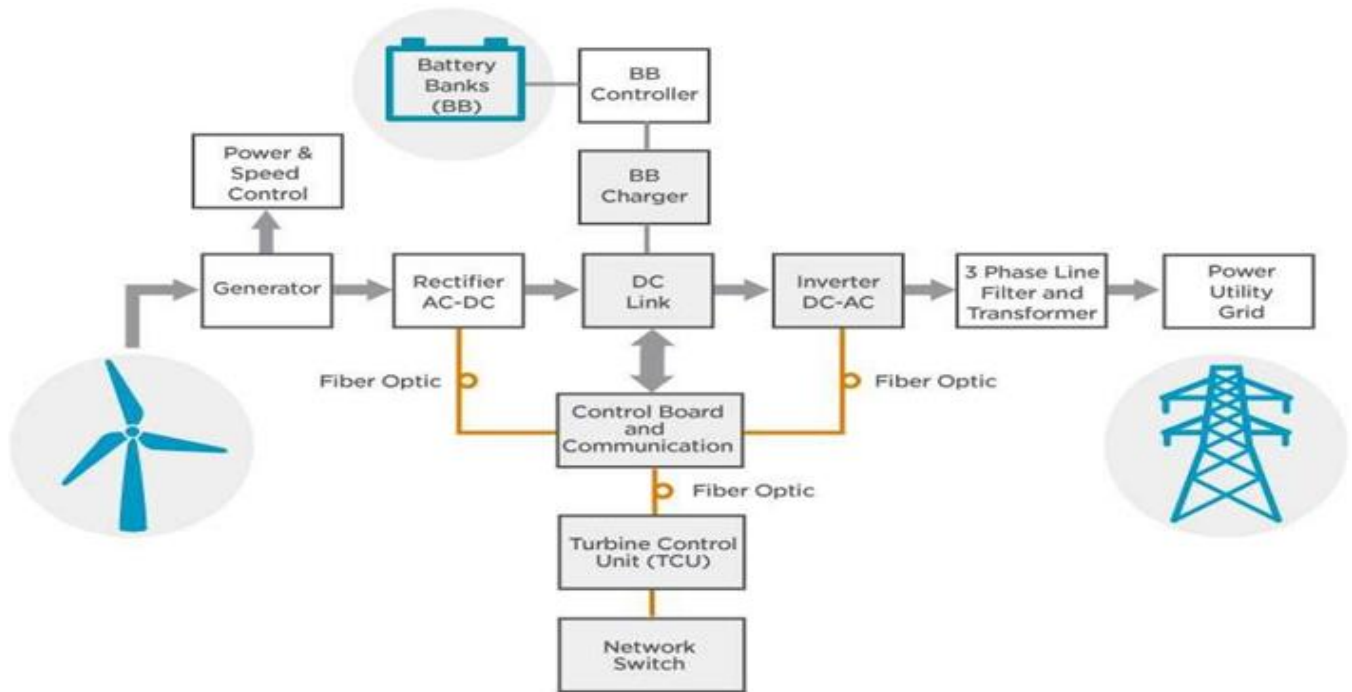 Battery
Banks
(BB)
BB
Controller
Power &
Speed
Control
BB
Charger
Generator
Rectifier
AC-DC
DC
Link
Inverter
DC-AC
3 Phase Line
Filter and
Transformer
Power
Utility
Grid
Fiber Optic
Fiber Optic
Control Board
and
Communication
Fiber Optic
Turbine Control
Unit (TCU)
Network
Switch